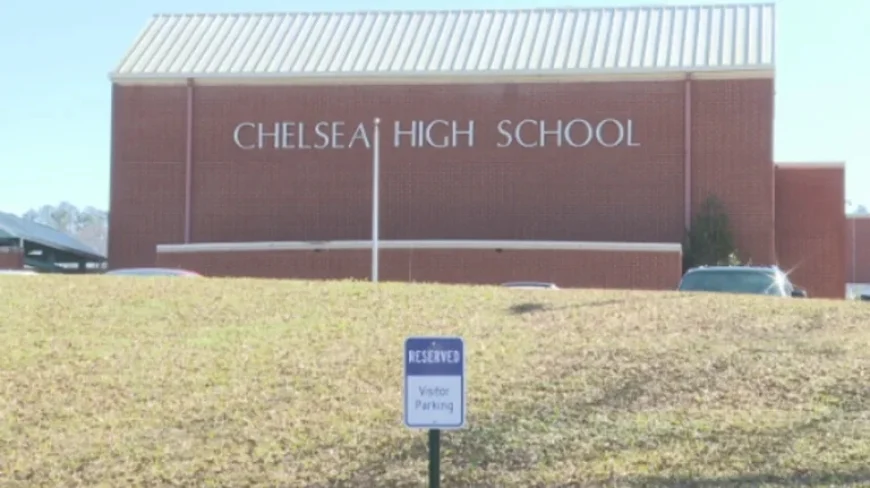 CHELSEA HIGH SCHOOL
RESERVED
Visitor
Parking